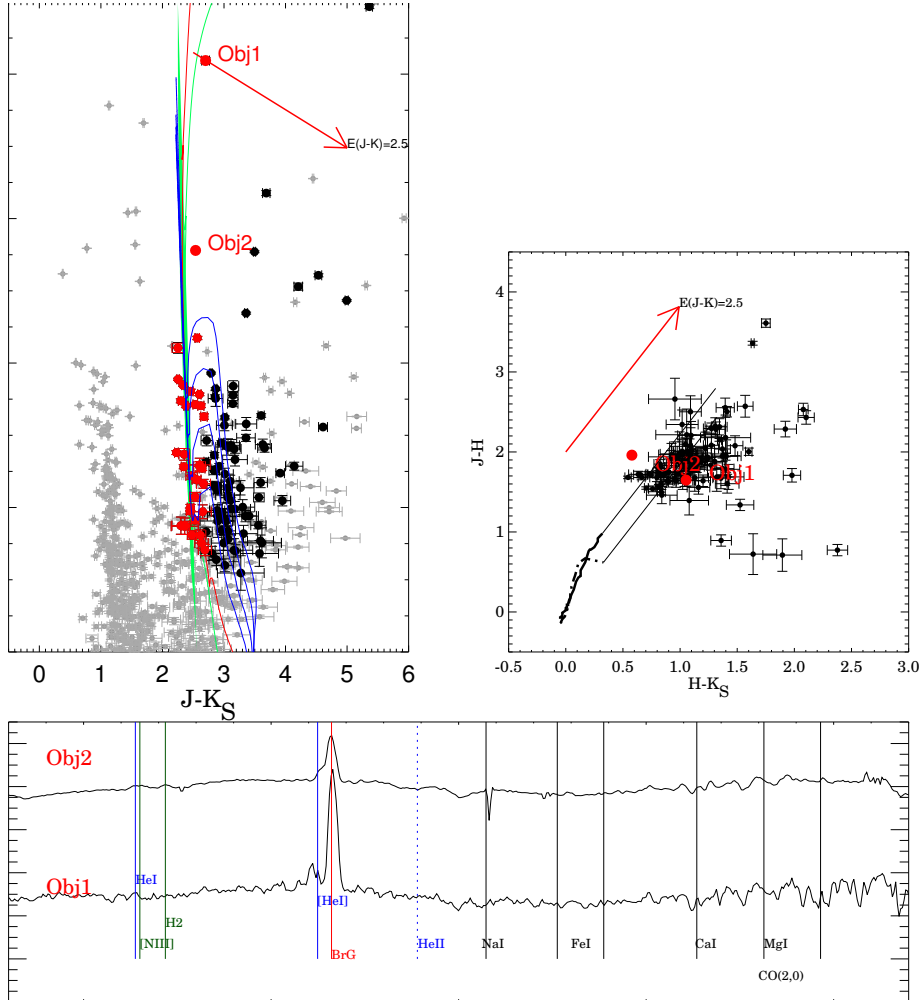 Obj1
E(J-K)=2.5
Obj2
0 1 2 3 4 5 6
J-K_S
4
3
2
1
0
J-H
E(J-K)=2.5
Obj2
Obj1
-0.5 0.0 0.5 1.0 1.5 2.0 2.5 3.0
H-K_S
Obj2
Obj1
HeI
[HeI]
H2
[NIII]
BrG
HeII
NaI
FeI
CaI
MgI
CO(2,0)